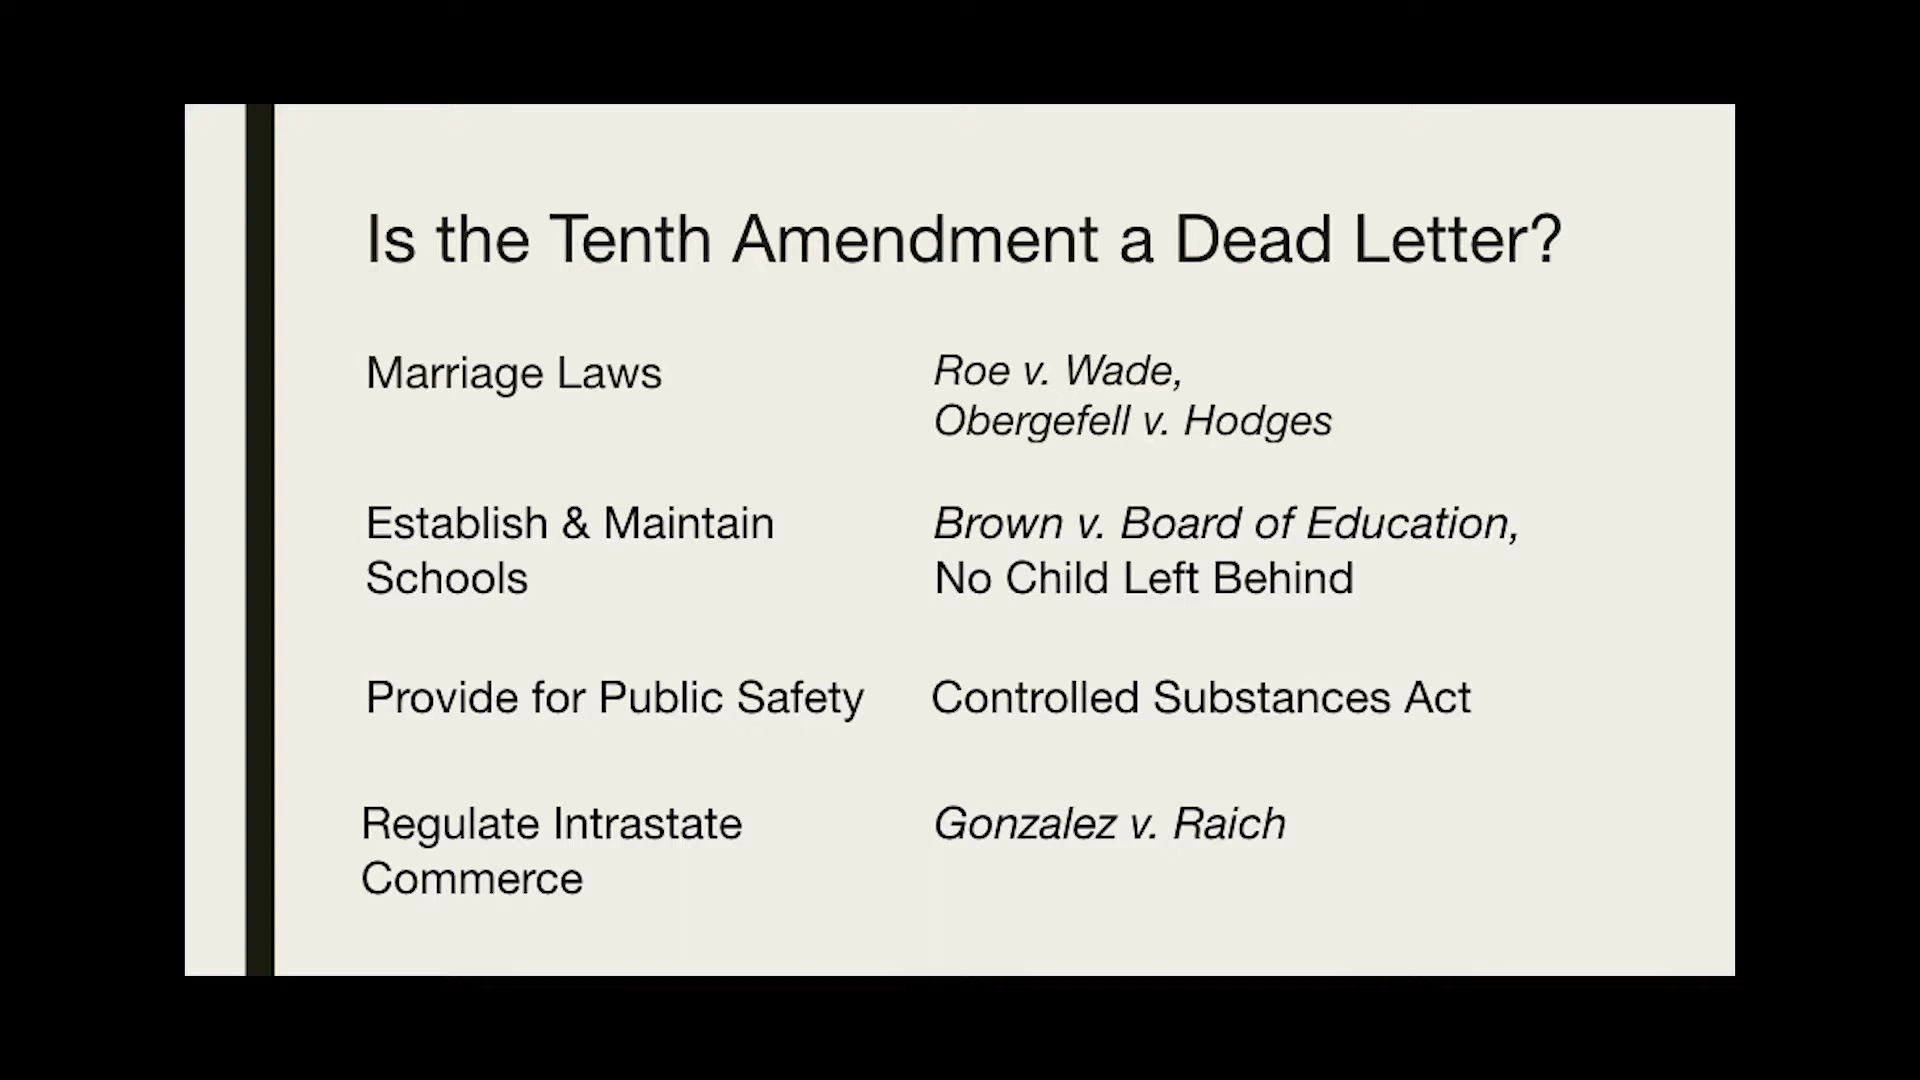 Is the Tenth Amendment a Dead Letter?
Marriage Laws
Roe v. Wade,
Obergefell v. Hodges
Establish & Maintain
Schools
Brown v. Board of Education,
No Child Left Behind
Provide for Public Safety
Controlled Substances Act
Regulate Intrastate
Commerce
Gonzalez v. Raich